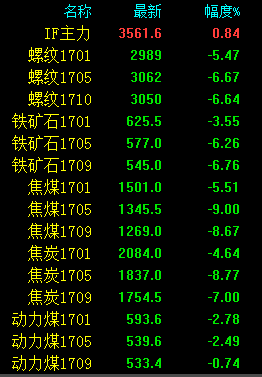 名称 最新 幅度%
IF主力 3561.6 0.84
螺纹1701 2989 -5.47
螺纹1705 3062 -6.67
螺纹1710 3050 -6.64
铁矿石1701 625.5 -3.55
铁矿石1705 577.0 -6.26
铁矿石1709 545.0 -6.76
焦煤1701 1501.0 -5.51
焦煤1705 1345.5 -9.00
焦煤1709 1269.0 -8.67
焦炭1701 2084.0 -4.64
焦炭1705 1837.0 -8.77
焦炭1709 1754.5 -7.00
动力煤1701 593.6 -2.78
动力煤1705 539.6 -2.49
动力煤1709 533.4 -0.74